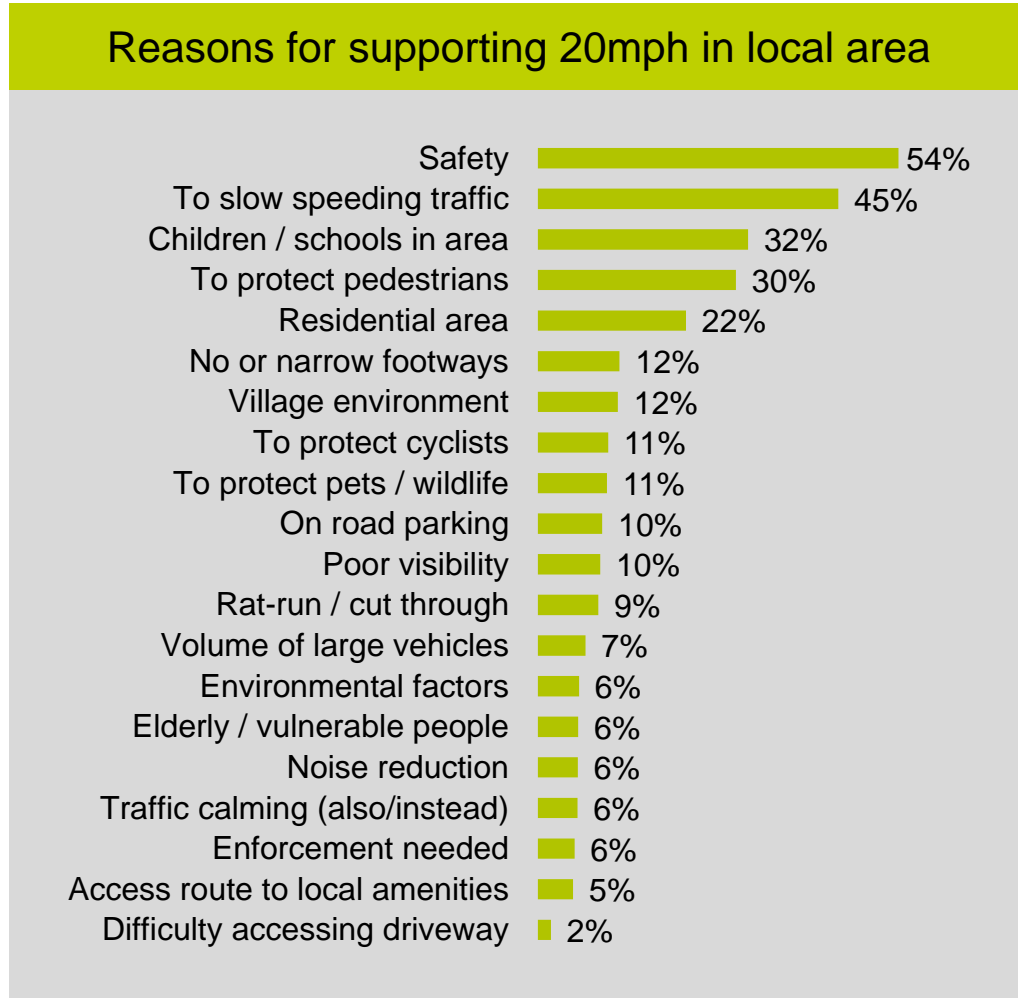 Reasons for supporting 20mph in local area
Safety 54%
To slow speeding traffic 45%
Children / schools in area 32%
To protect pedestrians 30%
Residential area 22%
No or narrow footways 12%
Village environment 12%
To protect cyclists 11%
To protect pets / wildlife 11%
On road parking 10%
Poor visibility 10%
Rat-run / cut through 9%
Volume of large vehicles 7%
Environmental factors 6%
Elderly / vulnerable people 6%
Noise reduction 6%
Traffic calming (also/instead) 6%
Enforcement needed 6%
Access route to local amenities 5%
Difficulty accessing driveway 2%